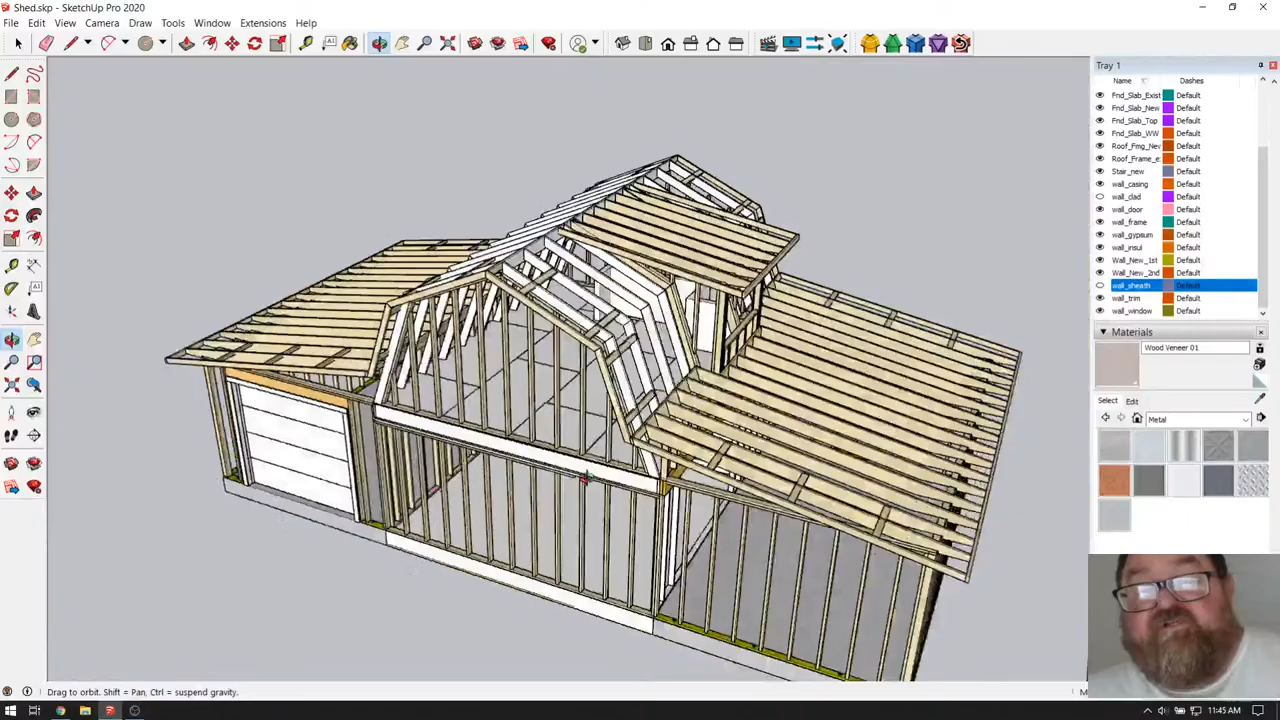 Shed.skp - SketchUp Pro 2020
File Edit View Camera Draw Tools Window Extensions Help
Tray 1
Name Dashes
Fnd_Slab_Exist Default
Fnd_Slab_New Default
Fnd_Slab_Top Default
Fnd_Slab_WW Default
Roof_Fmg_Nev Default
Roof_Frame_e: Default
Stair_new Default
wall_casing Default
wall_clad Default
wall_door Default
wall_frame Default
wall_gypsum Default
wall_insul Default
Wall_New_1st Default
Wall_New_2nd Default
wall_sheath Default
wall_trim Default
wall_window Default
Materials
Wood Veneer 01
Select Edit
Metal
Drag to orbit. Shift = Pan, Ctrl = suspend gravity.
M
11:45 AM